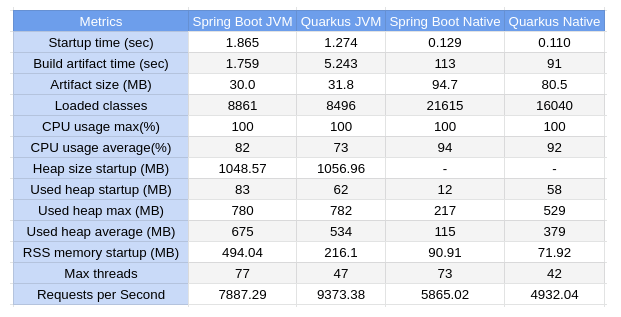 Metrics Spring Boot JVM Quarkus JVM Spring Boot Native Quarkus Native
Startup time (sec) 1.865 1.274 0.129 0.110
Build artifact time (sec) 1.759 5.243 113 91
Artifact size (MB) 30.0 31.8 94.7 80.5
Loaded classes 8861 8496 21615 16040
CPU usage max(%) 100 100 100 100
CPU usage average(%) 82 73 94 92
Heap size startup (MB) 1048.57 1056.96 - -
Used heap startup (MB) 83 62 12 58
Used heap max (MB) 780 782 217 529
Used heap average (MB) 675 534 115 379
RSS memory startup (MB) 494.04 216.1 90.91 71.92
Max threads 77 47 73 42
Requests per Second 7887.29 9373.38 5865.02 4932.04